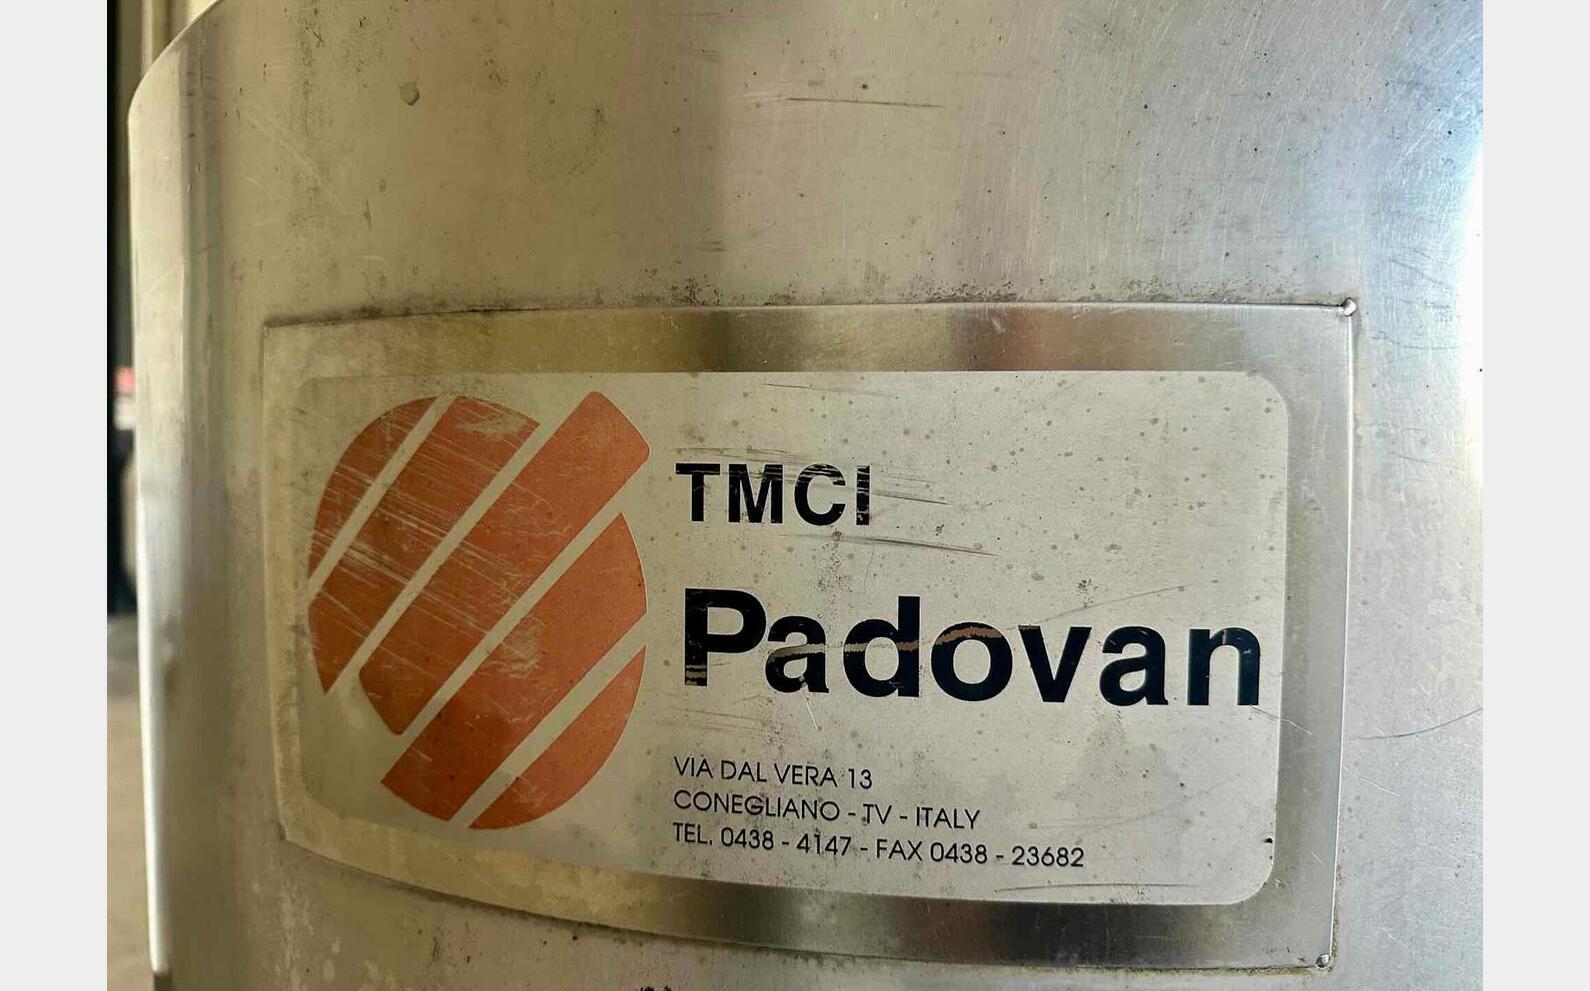 TMCI
Padovan
VIA DAL VERA 13
CONEGLIANO - TV - ITALY
TEL. 0438 - 4147 - FAX 0438 - 23682